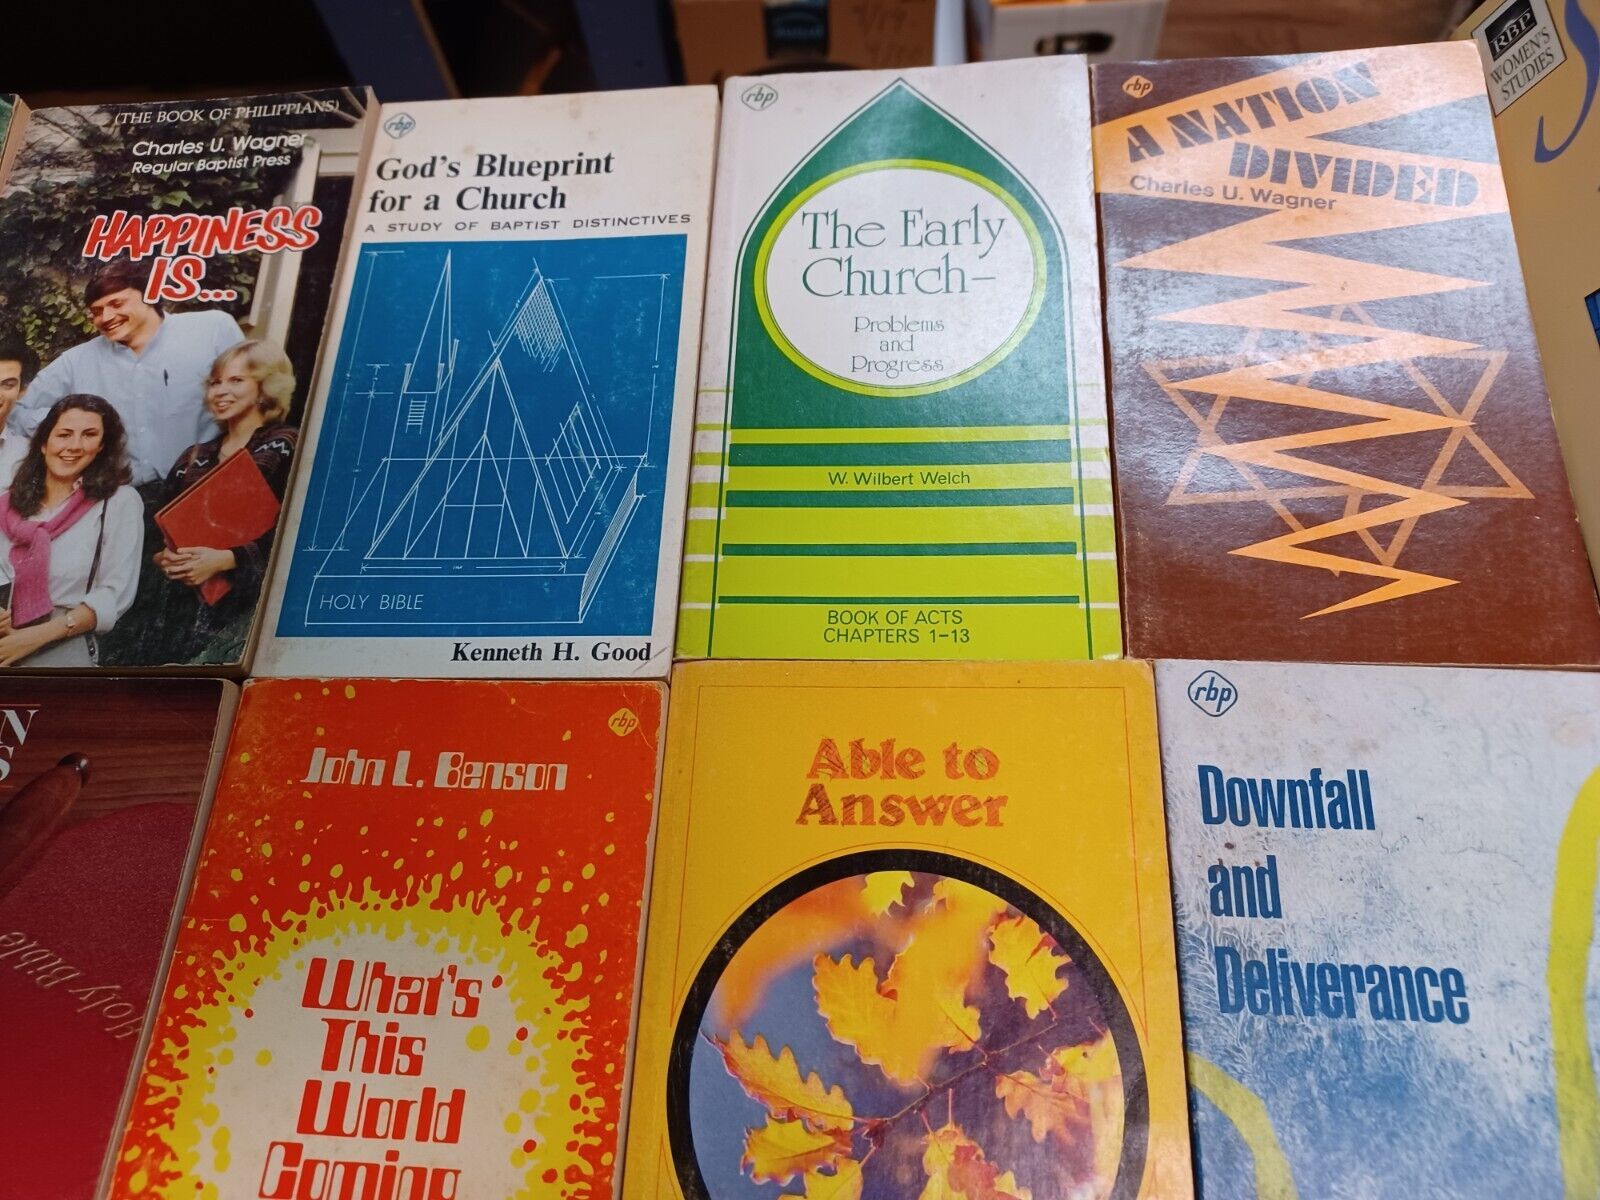 (THE BOOK OF PHILIPPIANS)
Charles U. Wagner
Regular Baptist Press
HAPPINESS
IS...
rbp
God's Blueprint
for a Church
A STUDY OF BAPTIST DISTINCTIVES
HOLY BIBLE
Kenneth H. Good
rbp
The Early
Church-
Problems
and
Progress
W. Wilbert Welch
BOOK OF ACTS
CHAPTERS 1-13
rbp
A NATION
DIVIDED
Charles U. Wagner
RBP
WOMEN'S
STUDIES
Holy Bible
rbp
John L. Benson
What's
This
World
Coming
Able to
Answer
rbp
Downfall
and
Deliverance